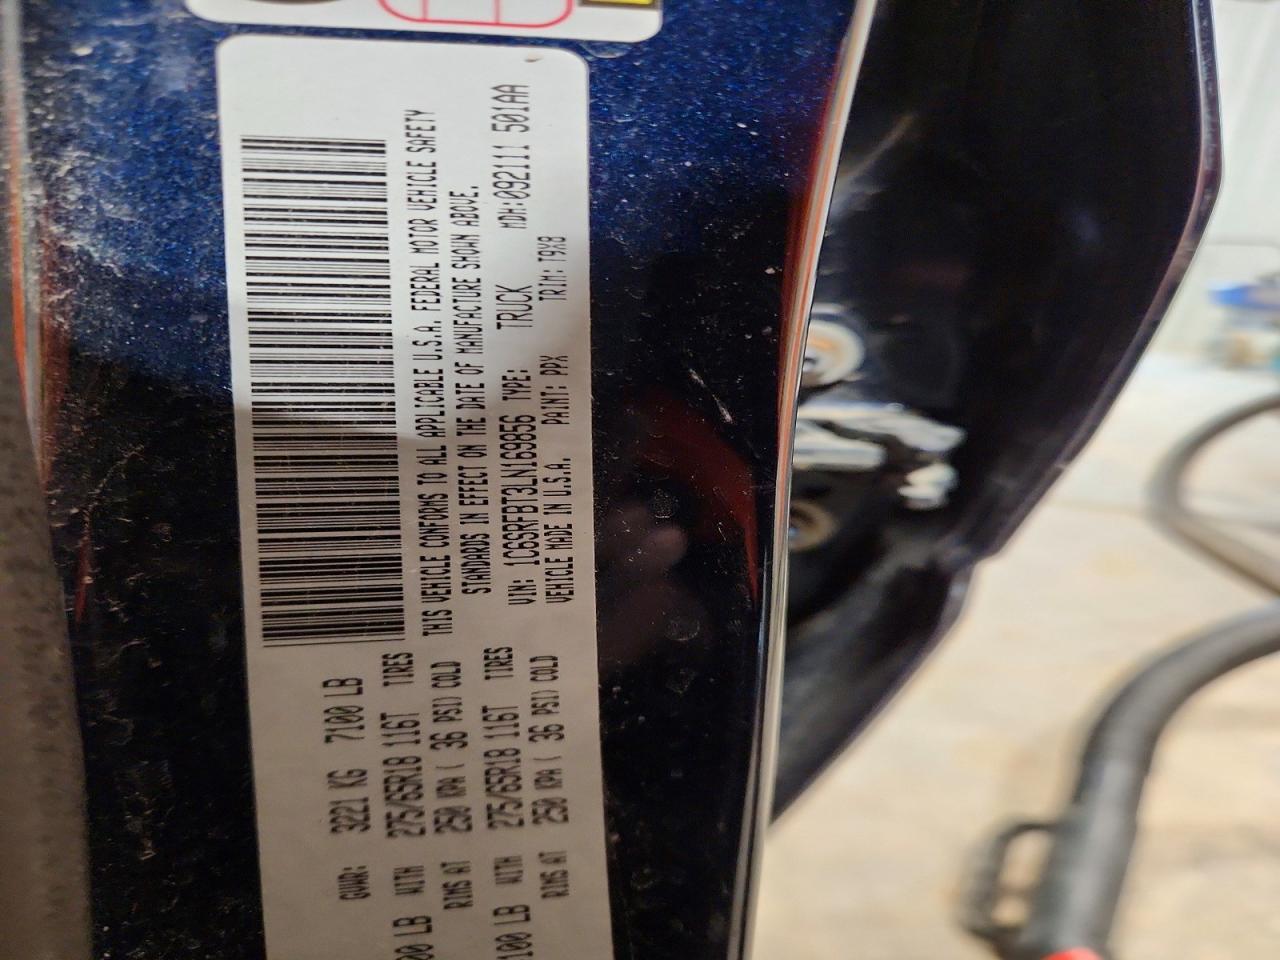 GVWR: 3221 KG 7100 LB
00 LB WITH 275/65R18 116T TIRES
RIMS AT 250 KPA ( 36 PSI) COLD
100 LB WITH 275/65R18 116T TIRES
RIMS AT 250 KPA ( 36 PSI) COLD
THIS VEHICLE CONFORMS TO ALL APPLICABLE U.S.A. FEDERAL MOTOR VEHICLE SAFETY
STANDARDS IN EFFECT ON THE DATE OF MANUFACTURE SHOWN ABOVE.
VIN: 1C6SRFBT3LN169856 TYPE: TRUCK MDH:092111 501AA
VEHICLE MADE IN U.S.A. PAINT: PPX TRIM: T9X8